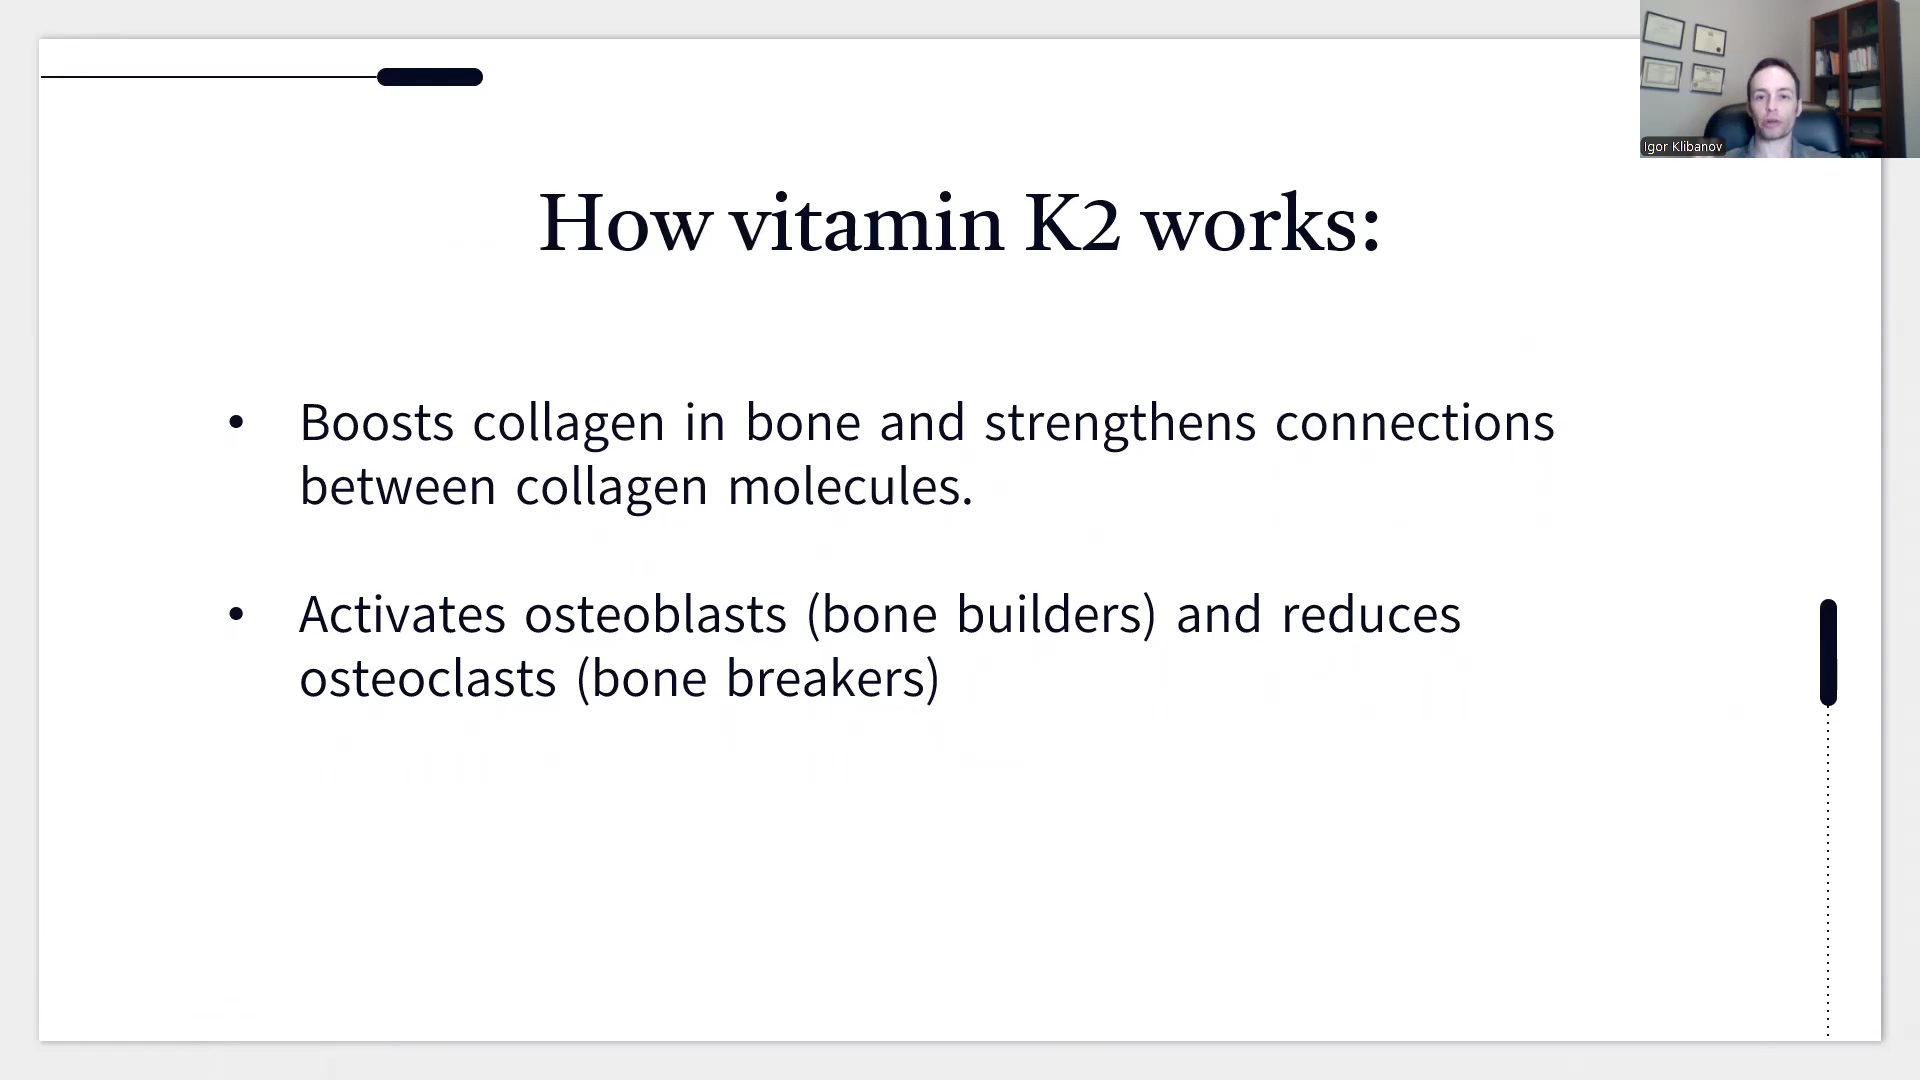 How vitamin K2 works:
• Boosts collagen in bone and strengthens connections
between collagen molecules.
• Activates osteoblasts (bone builders) and reduces
osteoclasts (bone breakers)
Igor Klibanov